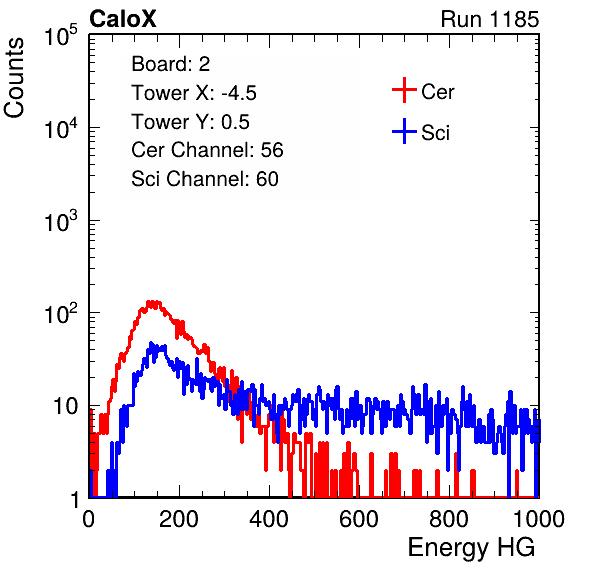 CaloX Run 1185
Counts
10^5
10^4
10^3
10^2
10
1
Board: 2
Tower X: -4.5
Tower Y: 0.5
Cer Channel: 56
Sci Channel: 60
Cer
Sci
0 200 400 600 800 1000
Energy HG